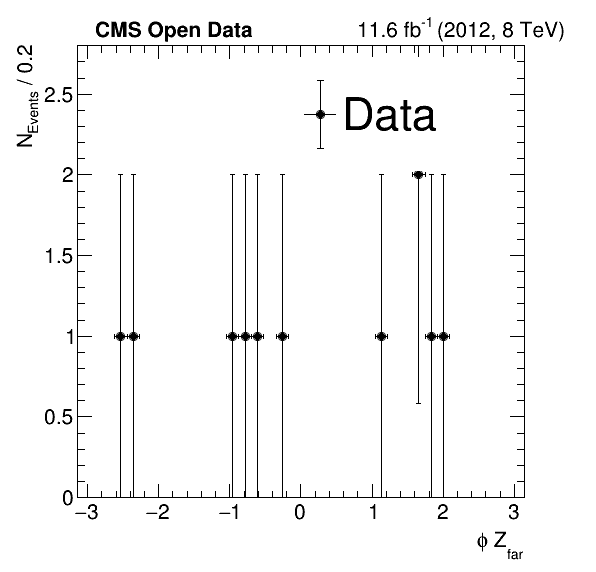 CMS Open Data 11.6 fb-1 (2012, 8 TeV)
NEvents / 0.2
Data
2.5
2
1.5
1
0.5
0
−3 −2 −1 0 1 2 3
ϕ Zfar